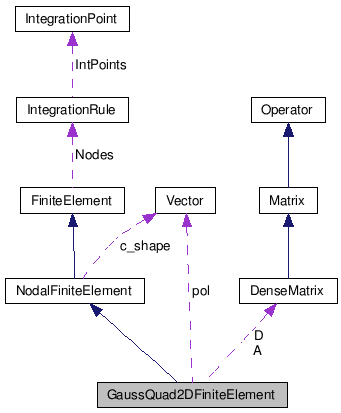 IntegrationPoint
IntPoints
IntegrationRule
Operator
Nodes
FiniteElement
Vector
Matrix
c_shape
NodalFiniteElement
pol
DenseMatrix
D
A
GaussQuad2DFiniteElement